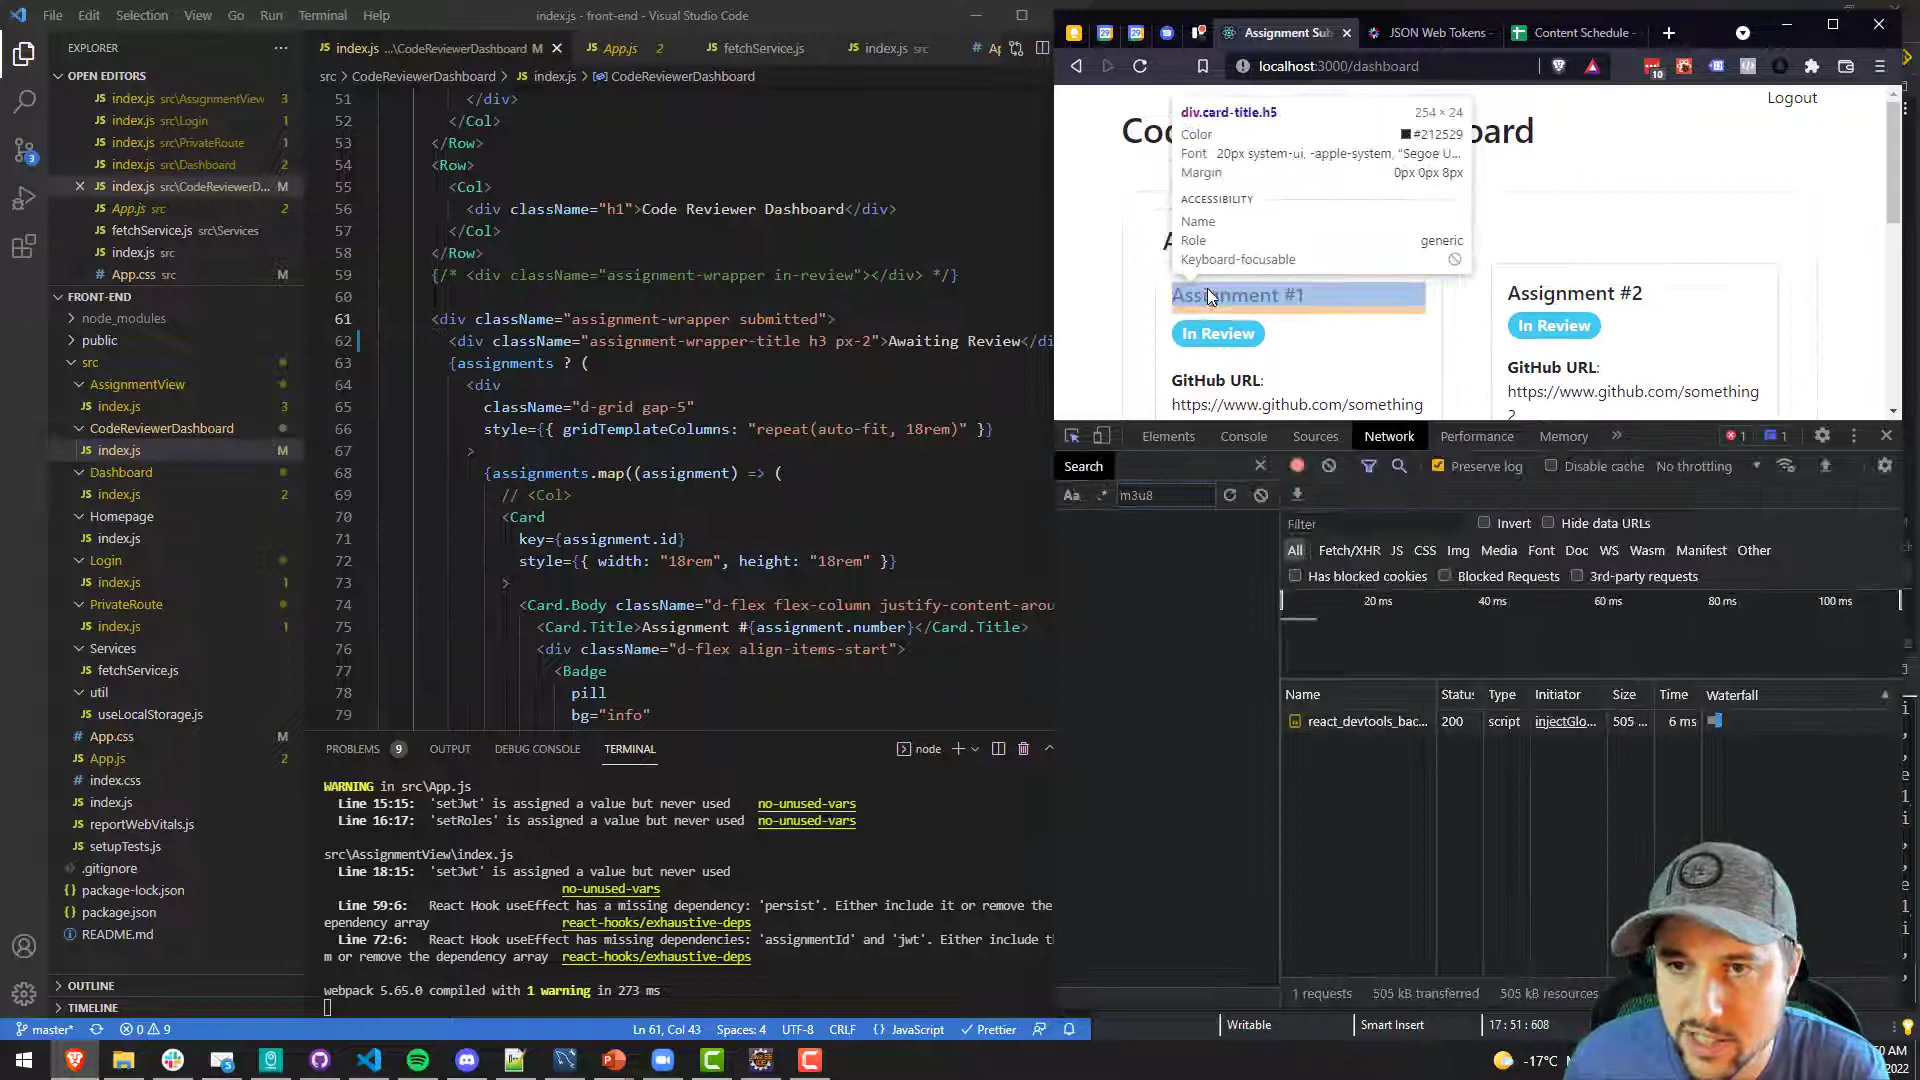 File Edit Selection View Go Run Terminal Help
index.js - front-end - Visual Studio Code
EXPLORER
OPEN EDITORS
index.js src\AssignmentView 3
index.js src\Login 1
index.js src\PrivateRoute 1
index.js src\Dashboard 2
index.js src\CodeReviewerD... M
App.js src 2
fetchService.js src\Services
index.js src
App.css src M
FRONT-END
node_modules
public
src
AssignmentView
index.js 3
CodeReviewerDashboard
index.js M
Dashboard
index.js 2
Homepage
index.js
Login
index.js 1
PrivateRoute
index.js 1
Services
fetchService.js
util
useLocalStorage.js
App.css M
App.js 2
index.css
index.js
reportWebVitals.js
setupTests.js
.gitignore
package-lock.json
package.json
README.md
OUTLINE
TIMELINE
index.js ...\CodeReviewerDashboard M
App.js 2
fetchService.js
index.js src
src > CodeReviewerDashboard > index.js > CodeReviewerDashboard
51 </div>
52 </Col>
53 </Row>
54 <Row>
55 <Col>
56 <div className="h1">Code Reviewer Dashboard</div>
57 </Col>
58 </Row>
59 {/* <div className="assignment-wrapper in-review"></div> */}
60
61 <div className="assignment-wrapper submitted">
62 <div className="assignment-wrapper-title h3 px-2">Awaiting Review</di
63 {assignments ? (
64 <div
65 className="d-grid gap-5"
66 style={{ gridTemplateColumns: "repeat(auto-fit, 18rem)" }}
67 >
68 {assignments.map((assignment) => (
69 // <Col>
70 <Card
71 key={assignment.id}
72 style={{ width: "18rem", height: "18rem" }}
73 >
74 <Card.Body className="d-flex flex-column justify-content-arou
75 <Card.Title>Assignment #{assignment.number}</Card.Title>
76 <div className="d-flex align-items-start">
77 <Badge
78 pill
79 bg="info"
PROBLEMS 9 OUTPUT DEBUG CONSOLE TERMINAL
node
WARNING in src\App.js
Line 15:15: 'setJwt' is assigned a value but never used no-unused-vars
Line 16:17: 'setRoles' is assigned a value but never used no-unused-vars
src\AssignmentView\index.js
Line 18:15: 'setJwt' is assigned a value but never used
no-unused-vars
Line 59:6: React Hook useEffect has a missing dependency: 'persist'. Either include it or remove the
ependency array react-hooks/exhaustive-deps
Line 72:6: React Hook useEffect has missing dependencies: 'assignmentId' and 'jwt'. Either include t
m or remove the dependency array react-hooks/exhaustive-deps
webpack 5.65.0 compiled with 1 warning in 273 ms
master* 0 9 Ln 61, Col 43 Spaces: 4 UTF-8 CRLF {} JavaScript Prettier
Assignment Sub
JSON Web Tokens
Content Schedule
localhost:3000/dashboard
10
Logout
div.card-title.h5 254 × 24
Color #212529
Font 20px system-ui, -apple-system, "Segoe U...
Margin 0px 0px 8px
ACCESSIBILITY
Name
Role generic
Keyboard-focusable
Assignment #1
In Review
GitHub URL:
https://www.github.com/something
Assignment #2
In Review
GitHub URL:
https://www.github.com/something
2
Elements Console Sources Network Performance Memory 1 1
Search
Preserve log Disable cache No throttling
Aa .* m3u8
Filter Invert Hide data URLs
All Fetch/XHR JS CSS Img Media Font Doc WS Wasm Manifest Other
Has blocked cookies Blocked Requests 3rd-party requests
20 ms 40 ms 60 ms 80 ms 100 ms
Name Status Type Initiator Size Time Waterfall
react_devtools_bac... 200 script injectGlo... 505 ... 6 ms
1 requests 505 kB transferred 505 kB resources
Writable Smart Insert 17 : 51 : 608
-17°C